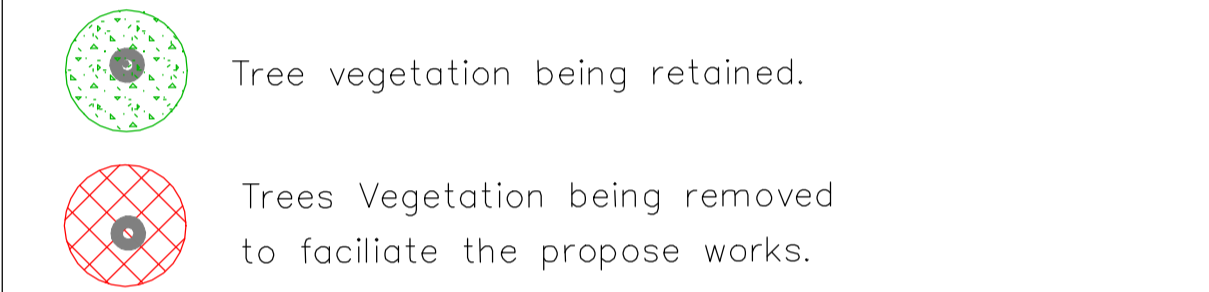 Tree vegetation being retained.
Trees Vegetation being removed
to faciliate the propose works.